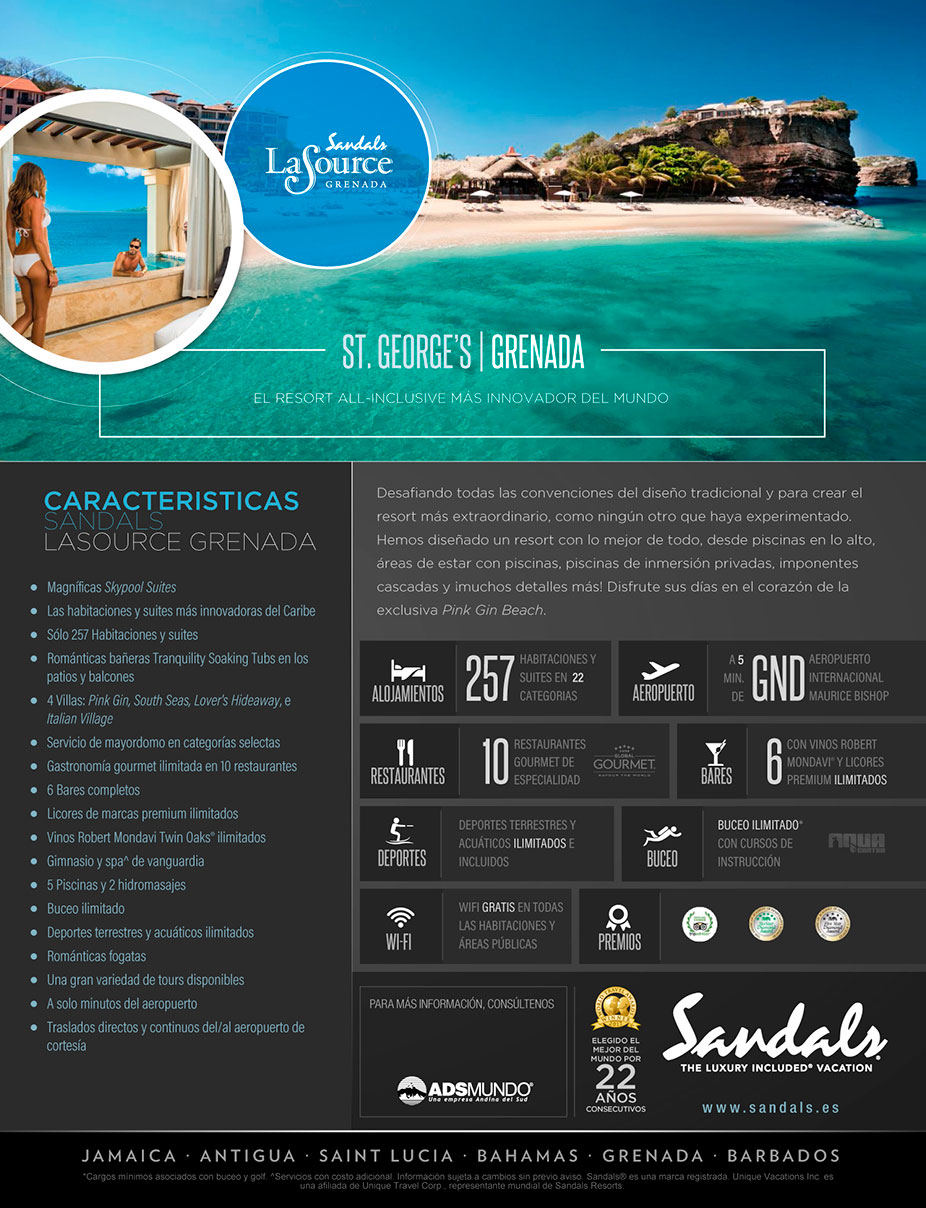 Sandals
LaSource
GRENADA
ST. GEORGE'S | GRENADA
EL RESORT ALL-INCLUSIVE MÁS INNOVADOR DEL MUNDO
CARACTERISTICAS
SANDALS
LASOURCE GRENADA
● Magníficas Skypool Suites
● Las habitaciones y suites más innovadoras del Caribe
● Sólo 257 Habitaciones y suites
● Románticas bañeras Tranquility Soaking Tubs en los
patios y balcones
● 4 Villas: Pink Gin, South Seas, Lover's Hideaway, e
Italian Village
● Servicio de mayordomo en categorías selectas
● Gastronomía gourmet ilimitada en 10 restaurantes
● 6 Bares completos
● Licores de marcas premium ilimitados
● Vinos Robert Mondavi Twin Oaks® ilimitados
● Gimnasio y spa^ de vanguardia
● 5 Piscinas y 2 hidromasajes
● Buceo ilimitado
● Deportes terrestres y acuáticos ilimitados
● Románticas fogatas
● Una gran variedad de tours disponibles
● A solo minutos del aeropuerto
● Traslados directos y continuos del/al aeropuerto de
cortesía
Desafiando todas las convenciones del diseño tradicional y para crear el
resort más extraordinario, como ningún otro que haya experimentado.
Hemos diseñado un resort con lo mejor de todo, desde piscinas en lo alto,
áreas de estar con piscinas, piscinas de inmersión privadas, imponentes
cascadas y ¡muchos detalles más! Disfrute sus días en el corazón de la
exclusiva Pink Gin Beach.
ALOJAMIENTOS
257
HABITACIONES Y
SUITES EN 22
CATEGORIAS
AEROPUERTO
A 5
MIN.
DE
GND
AEROPUERTO
INTERNACIONAL
MAURICE BISHOP
RESTAURANTES
10
RESTAURANTES
GOURMET DE
ESPECIALIDAD
GLOBAL
GOURMET
BARES
6
CON VINOS ROBERT
MONDAVI® Y LICORES
PREMIUM ILIMITADOS
DEPORTES
DEPORTES TERRESTRES Y
ACUÁTICOS ILIMITADOS E
INCLUIDOS
BUCEO
BUCEO ILIMITADO*
CON CURSOS DE
INSTRUCCIÓN
AQUA
CENTER
WI-FI
WIFI GRATIS EN TODAS
LAS HABITACIONES Y
ÁREAS PÚBLICAS
PREMIOS
PARA MÁS INFORMACIÓN, CONSÚLTENOS
ADSMUNDO®
Una empresa Andina del Sud
ELEGIDO EL
MEJOR DEL
MUNDO POR
22
AÑOS
CONSECUTIVOS
Sandals®
THE LUXURY INCLUDED® VACATION
www.sandals.es
JAMAICA · ANTIGUA · SAINT LUCIA · BAHAMAS · GRENADA · BARBADOS
*Cargos mínimos asociados con buceo y golf. ^Servicios con costo adicional. Información sujeta a cambios sin previo aviso. Sandals® es una marca registrada. Unique Vacations Inc. es
una afiliada de Unique Travel Corp., representante mundial de Sandals Resorts.